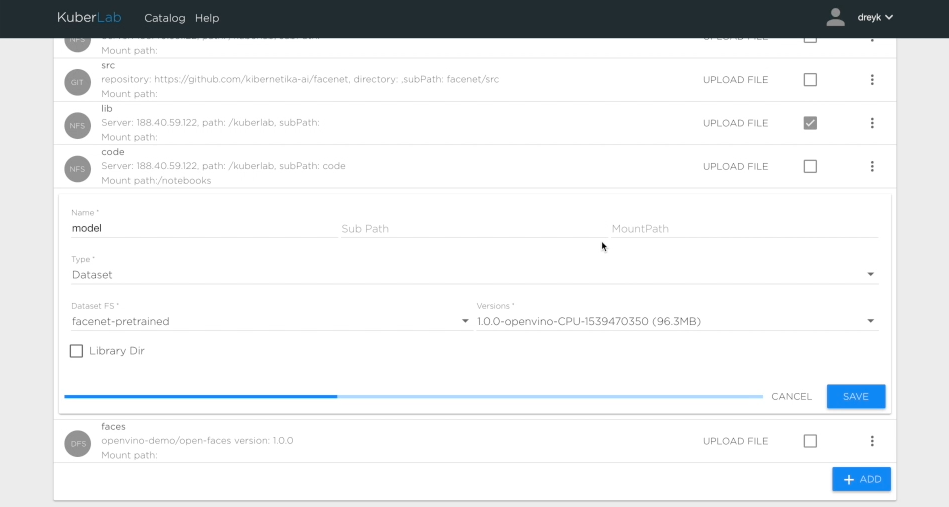 KuberLab Catalog Help dreyk
Mount path:
src
GIT repository: https://github.com/kibernetika-ai/facenet, directory: ,subPath: facenet/src UPLOAD FILE
Mount path:
lib
NFS Server: 188.40.59.122, path: /kuberlab, subPath: UPLOAD FILE
Mount path:
code
NFS Server: 188.40.59.122, path: /kuberlab, subPath: code UPLOAD FILE
Mount path:/notebooks
Name *
model Sub Path MountPath
Type *
Dataset
Dataset FS * Versions *
facenet-pretrained 1.0.0-openvino-CPU-1539470350 (96.3MB)
Library Dir
CANCEL SAVE
faces
DFS openvino-demo/open-faces version: 1.0.0 UPLOAD FILE
Mount path:
+ ADD